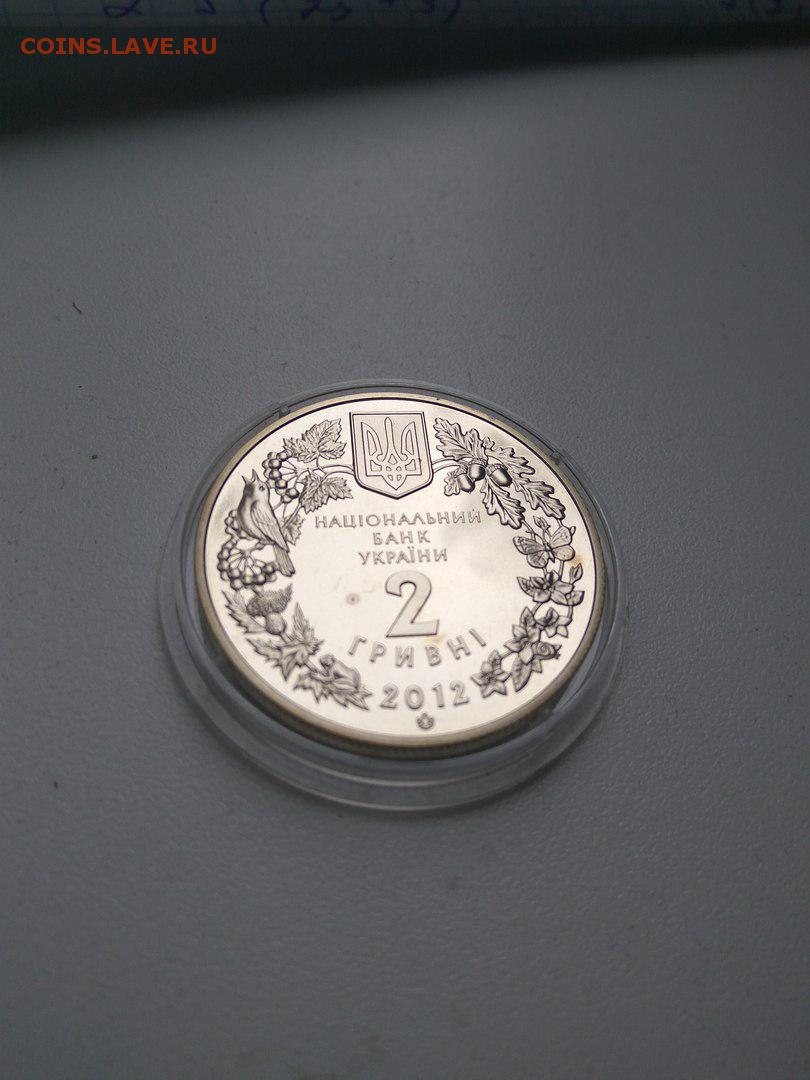 COINS.LAVE.RU
НАЦІОНАЛЬНИЙ
БАНК
УКРАЇНИ
2
ГРИВНІ
2012